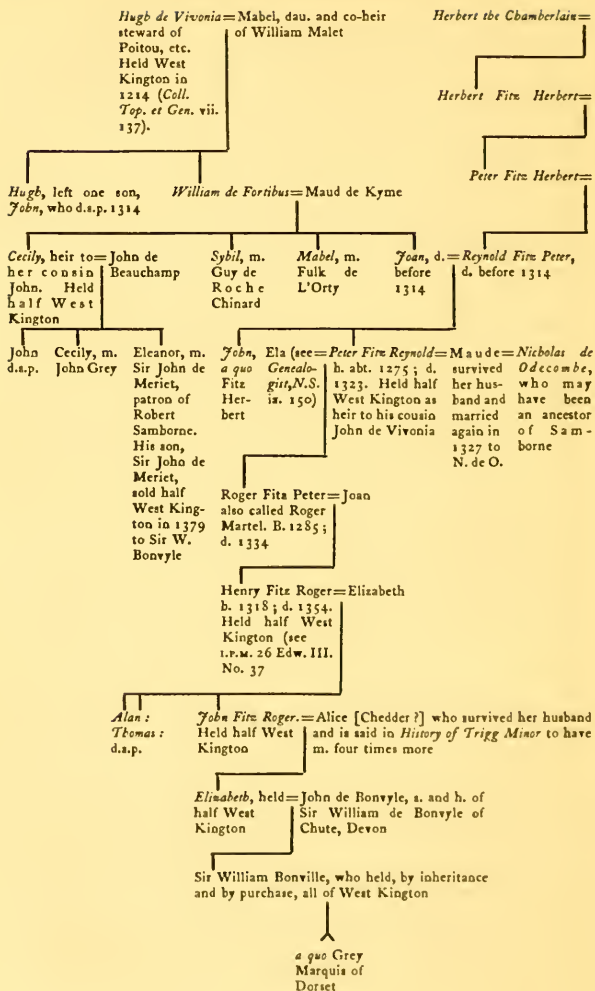 Hugh de Vivonia=Mabel, dau. and co-heir
steward of of William Malet
Poitou, etc.
Held West
Kington in
1214 (Coll.
Top. et Gen. vii.
137).
Herbert the Chamberlain=
Herbert Fitz Herbert=
Peter Fitz Herbert=
Hugh, left one son,
John, who d.s.p. 1314
William de Fortibus=Maud de Kyme
Cecily, heir to=John de
her cousin Beauchamp
John. Held
half West
Kington
Sybil, m.
Guy de
Roche
Chinard
Mabel, m.
Fulk de
L'Orty
Joan, d.=Reynold Fitz Peter,
before d. before 1314
1314
John
d.s.p.
Cecily, m.
John Grey
Eleanor, m.
Sir John de
Meriet,
patron of
Robert
Samborne.
His son,
Sir John de
Meriet,
sold half
West King-
ton in 1379
to Sir W.
Bonvyle
John,
a quo
Fitz
Her-
bert
Ela (see=Peter Fitz Reynold=Maude=Nicholas de
Genealo-
gist, N.S.
ix. 150)
b. abt. 1275; d.
1323. Held half
West Kington as
heir to his cousin
John de Vivonia
survived
her hus-
band and
married
again in
1327 to
N. de O.
Odecombe,
who may
have been
an ancestor
of Sam-
borne
Roger Fitz Peter=Joan
also called Roger
Martel. B. 1285;
d. 1334
Henry Fitz Roger=Elizabeth
b. 1318; d. 1354.
Held half West
Kington (see
I.P.M. 26 Edw. III.
No. 37
Alan:
Thomas:
d.s.p.
John Fitz Roger.=Alice [Chedder ?] who survived her husband
Held half West and is said in History of Trigg Minor to have
Kington m. four times more
Elizabeth, held=John de Bonvyle, s. and h. of
half West Sir William de Bonvyle of
Kington Chute, Devon
Sir William Bonville, who held, by inheritance
and by purchase, all of West Kington
a quo Grey
Marquis of
Dorset